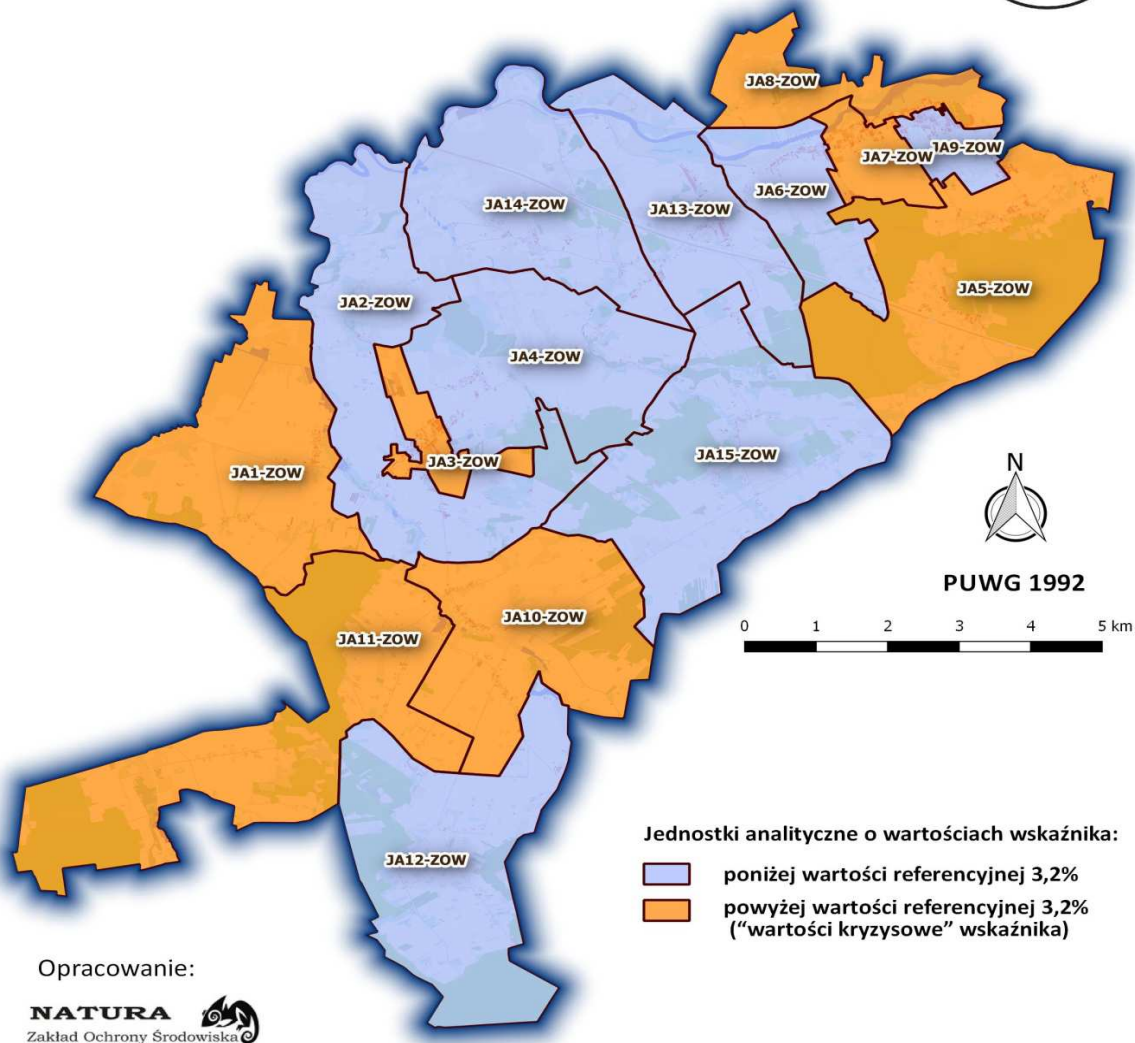 JA8-ZOW
JA7-ZOW
JA9-ZOW
JA6-ZOW
JA14-ZOW
JA13-ZOW
JA5-ZOW
JA2-ZOW
JA4-ZOW
JA15-ZOW
JA3-ZOW
JA1-ZOW
N
PUWG 1992
0 1 2 3 4 5 km
JA10-ZOW
JA11-ZOW
JA12-ZOW
Jednostki analityczne o wartościach wskaźnika:
poniżej wartości referencyjnej 3,2%
powyżej wartości referencyjnej 3,2%
(“wartości kryzysowe” wskaźnika)
Opracowanie:
NATURA
Zakład Ochrony Środowiska